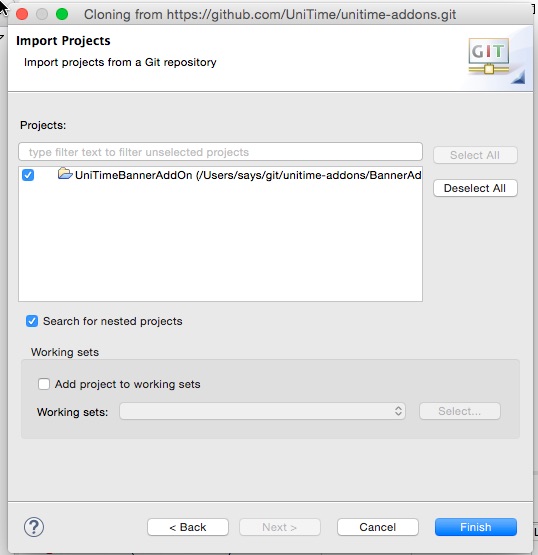 Cloning from https://github.com/UniTime/unitime-addons.git
Import Projects
Import projects from a Git repository
GIT
Projects:
type filter text to filter unselected projects
Select All
UniTimeBannerAddOn (/Users/says/git/unitime-addons/BannerAd
Deselect All
Search for nested projects
Working sets
Add project to working sets
Working sets:
Select...
?
< Back
Next >
Cancel
Finish